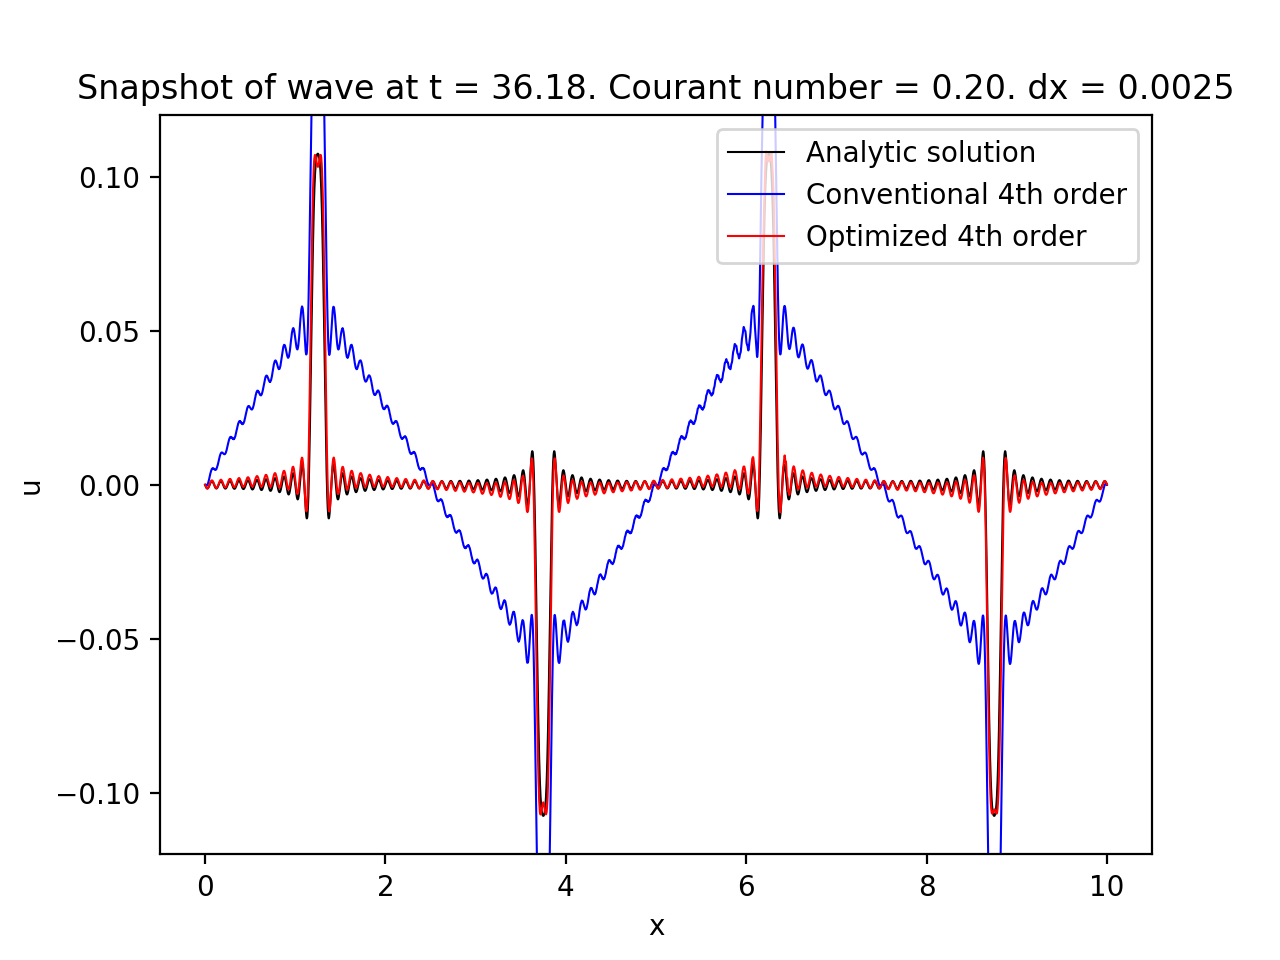 Snapshot of wave at t = 36.18. Courant number = 0.20. dx = 0.0025
Analytic solution
Conventional 4th order
Optimized 4th order
0.10
0.05
0.00
−0.05
−0.10
u
0 2 4 6 8 10
x